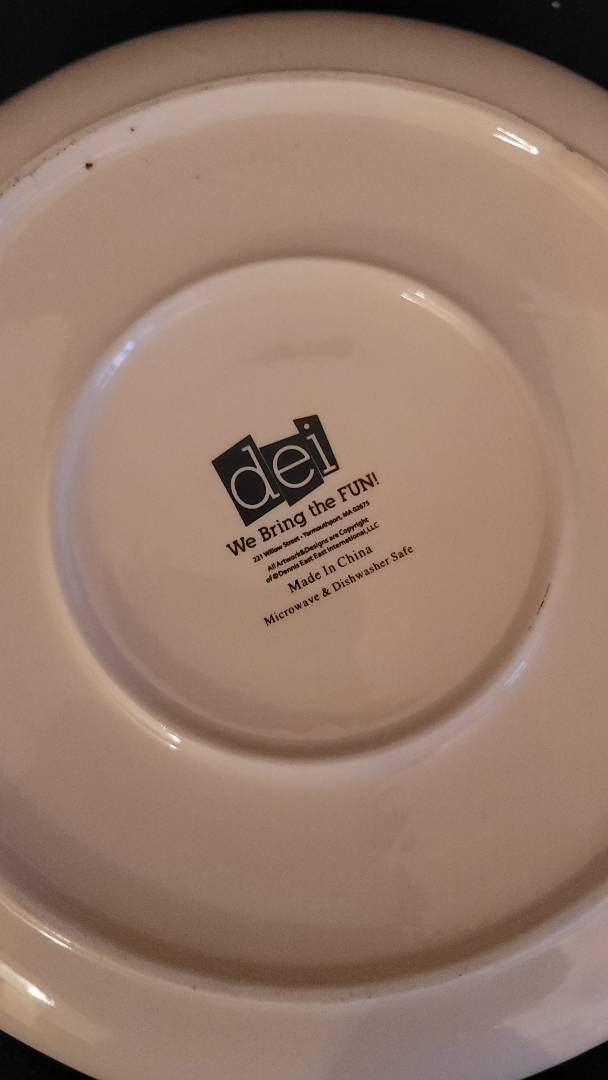 dei
We Bring the FUN!
221 Willow Street • Yarmouthport, MA 02675
All Artwork&Designs are Copyright
of © Dennis East East International,LLC
Made In China
Microwave & Dishwasher Safe